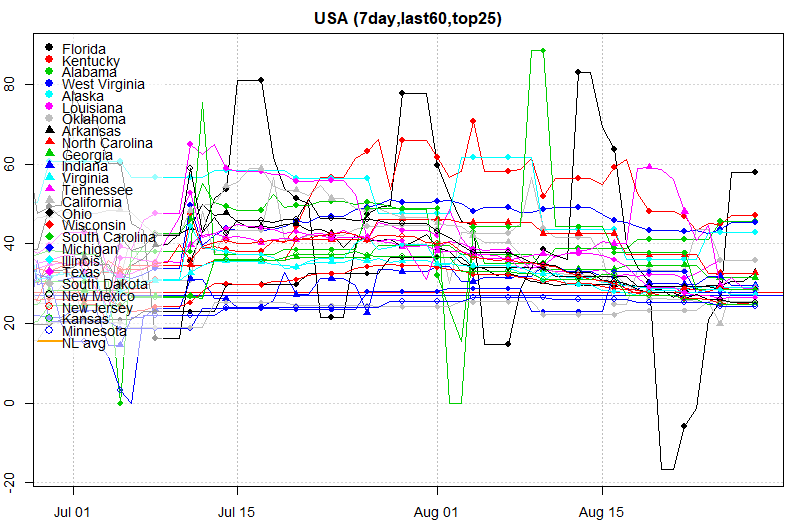 USA (7day,last60,top25)
Florida
Kentucky
Alabama
West Virginia
Alaska
Louisiana
Oklahoma
Arkansas
North Carolina
Georgia
Indiana
Virginia
Tennessee
California
Ohio
Wisconsin
South Carolina
Michigan
Illinois
Texas
South Dakota
New Mexico
New Jersey
Kansas
Minnesota
NL avg
80
60
40
20
0
-20
Jul 01
Jul 15
Aug 01
Aug 15